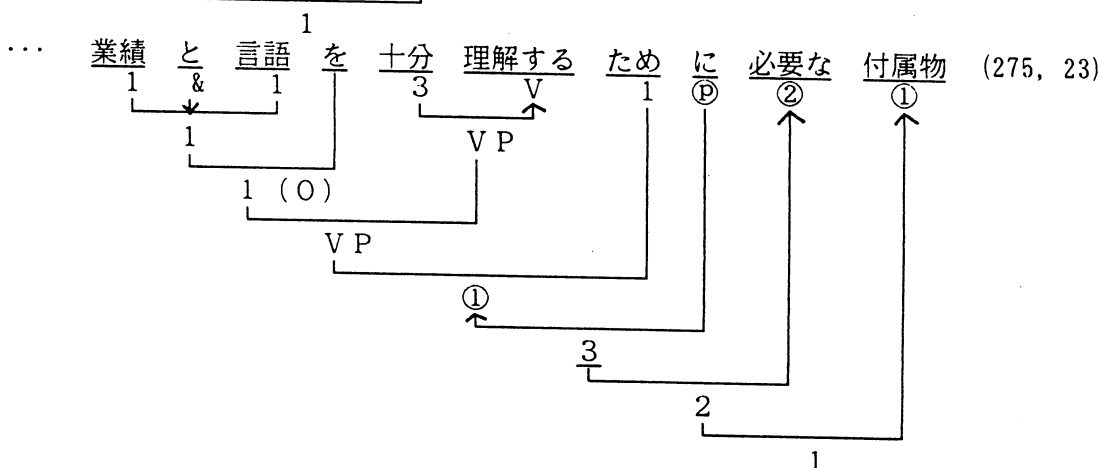 1
… 業績 と 言語 を 十分 理解する ため に 必要な 付属物 (275, 23)
1 & 1 3 V 1 ⓟ ② ①
1 VP
1 (O)
VP
①
3
2
1